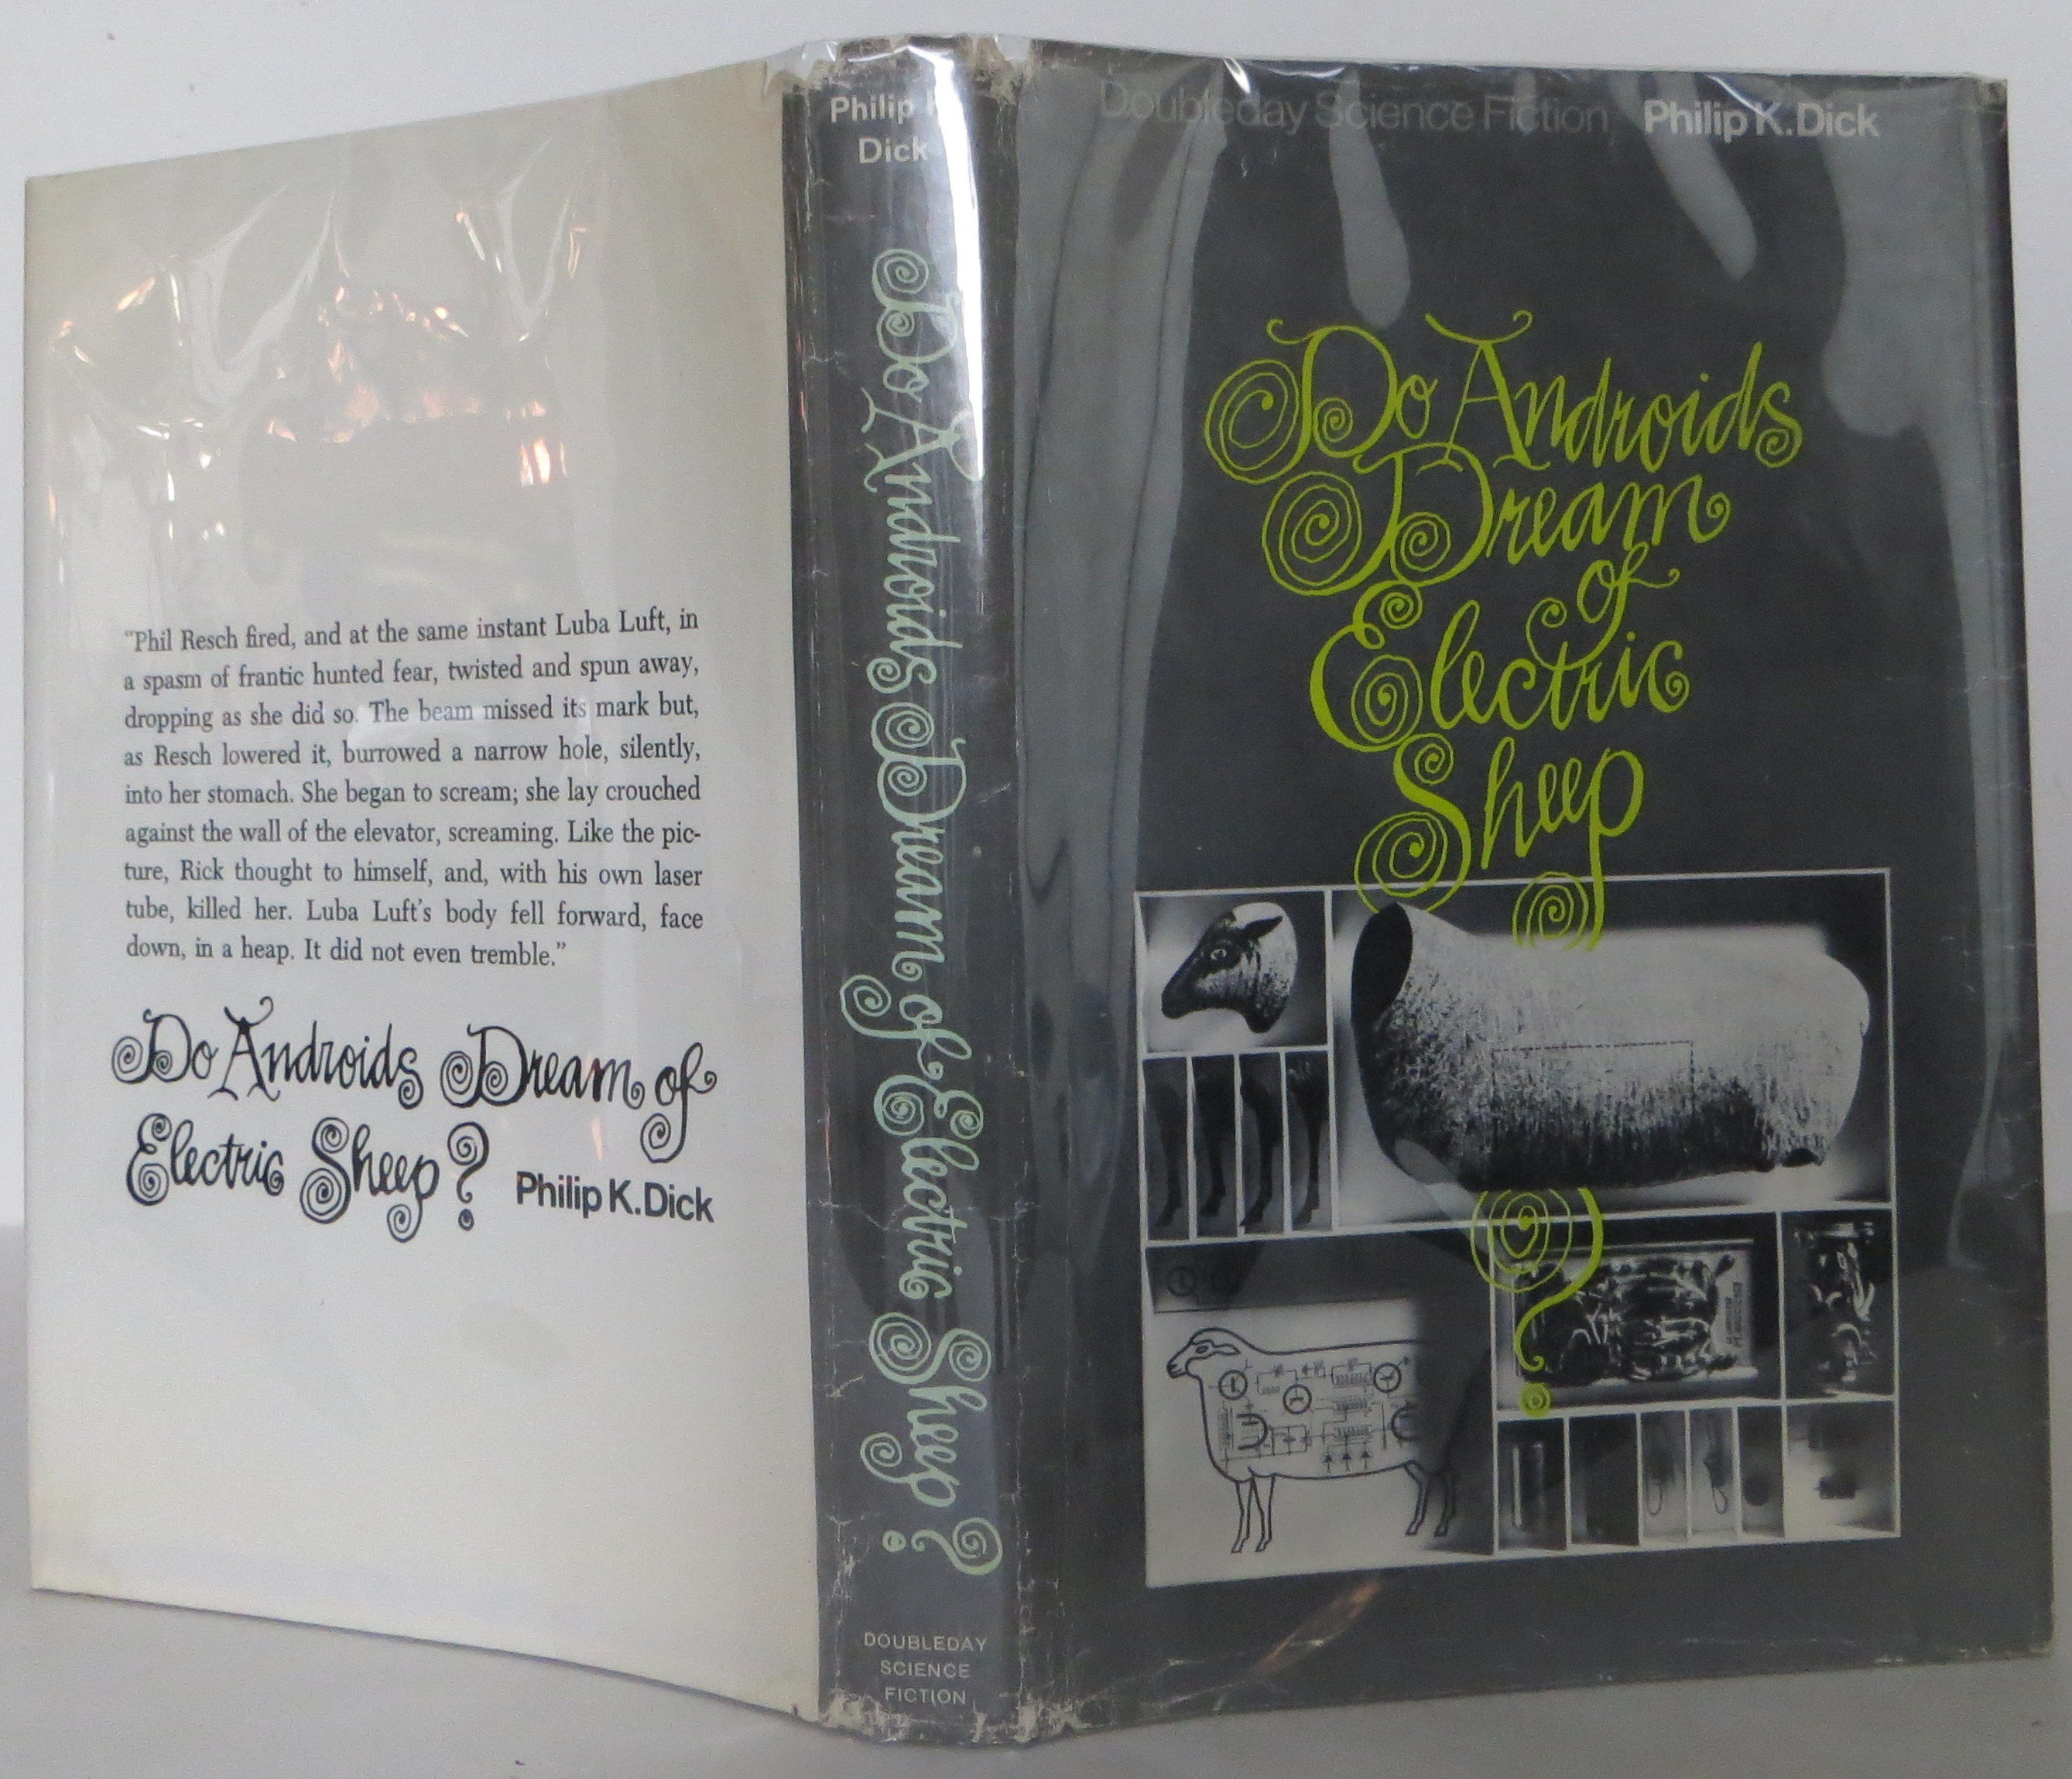 "Phil Resch fired, and at the same instant Luba Luft, in
a spasm of frantic hunted fear, twisted and spun away,
dropping as she did so. The beam missed its mark but,
as Resch lowered it, burrowed a narrow hole, silently,
into her stomach. She began to scream; she lay crouched
against the wall of the elevator, screaming. Like the pic-
ture, Rick thought to himself, and, with his own laser
tube, killed her. Luba Luft's body fell forward, face
down, in a heap. It did not even tremble."
Do Androids Dream of
Electric Sheep?
Philip K. Dick
Philip K
Dick
Do Androids Dream of Electric Sheep?
DOUBLEDAY
SCIENCE
FICTION
Doubleday Science Fiction, Philip K. Dick
Do Androids
Dream
of
Electric
Sheep
?